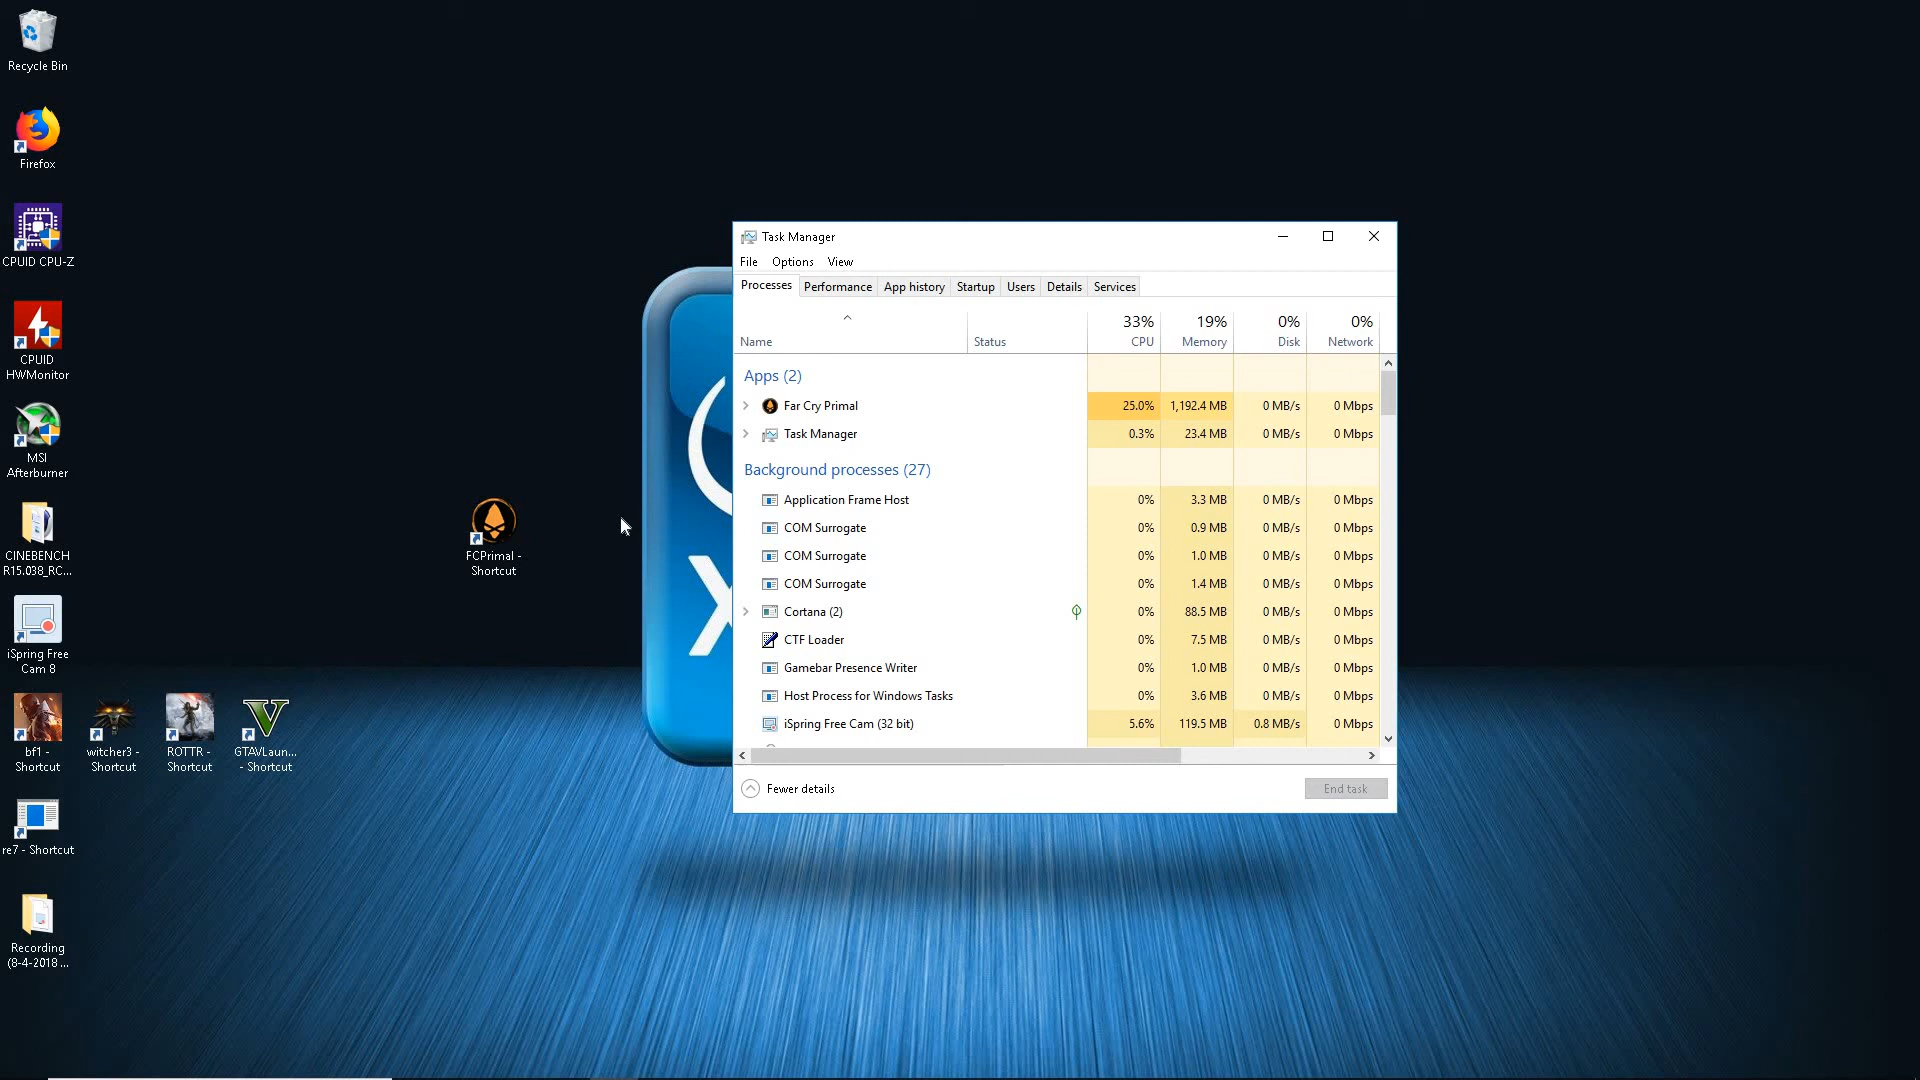 Recycle Bin
Firefox
CPUID CPU-Z
CPUID
HWMonitor
MSI
Afterburner
CINEBENCH
R15.038_RC...
iSpring Free
Cam 8
bf1 -
Shortcut
witcher3 -
Shortcut
ROTTR -
Shortcut
GTAVLaun...
- Shortcut
re7 - Shortcut
Recording
(8-4-2018 ...
FCPrimal -
Shortcut
Task Manager
File Options View
Processes Performance App history Startup Users Details Services
33% 19% 0% 0%
Name Status CPU Memory Disk Network
Apps (2)
Far Cry Primal 25.0% 1,192.4 MB 0 MB/s 0 Mbps
Task Manager 0.3% 23.4 MB 0 MB/s 0 Mbps
Background processes (27)
Application Frame Host 0% 3.3 MB 0 MB/s 0 Mbps
COM Surrogate 0% 0.9 MB 0 MB/s 0 Mbps
COM Surrogate 0% 1.0 MB 0 MB/s 0 Mbps
COM Surrogate 0% 1.4 MB 0 MB/s 0 Mbps
Cortana (2) 0% 88.5 MB 0 MB/s 0 Mbps
CTF Loader 0% 7.5 MB 0 MB/s 0 Mbps
Gamebar Presence Writer 0% 1.0 MB 0 MB/s 0 Mbps
Host Process for Windows Tasks 0% 3.6 MB 0 MB/s 0 Mbps
iSpring Free Cam (32 bit) 5.6% 119.5 MB 0.8 MB/s 0 Mbps
Fewer details End task